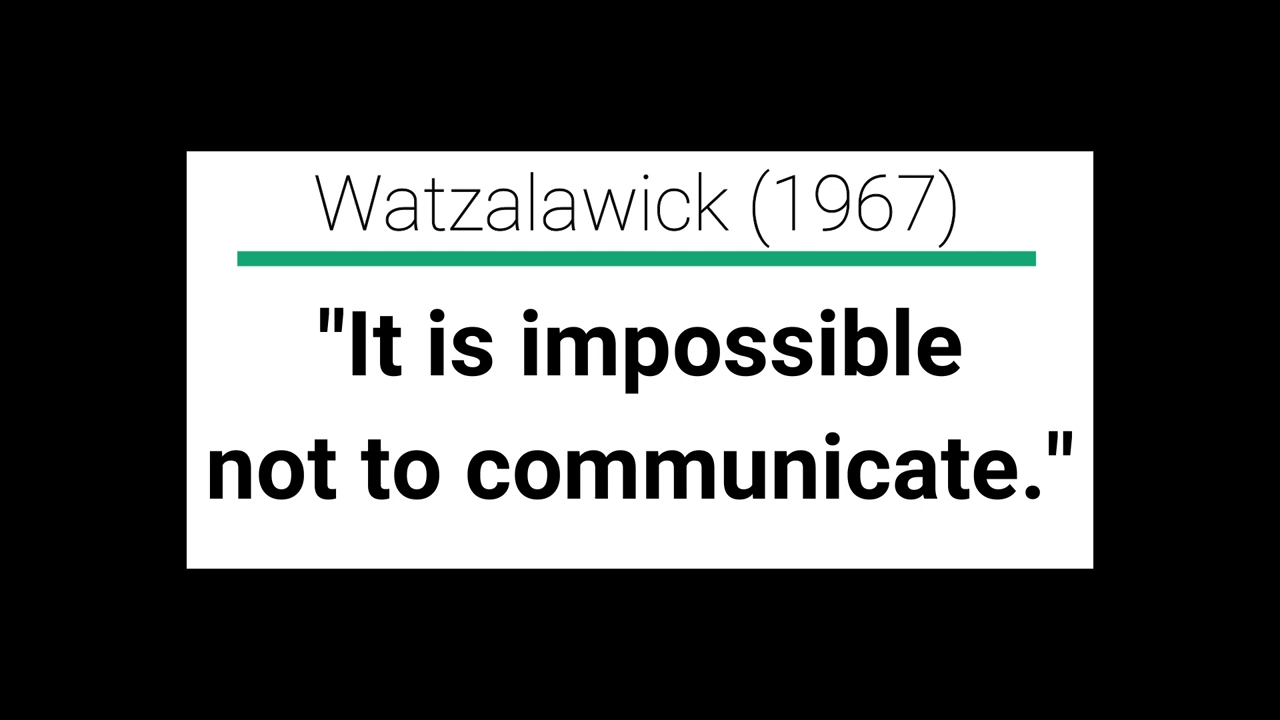 Watzalawick (1967)
"It is impossible
not to communicate."